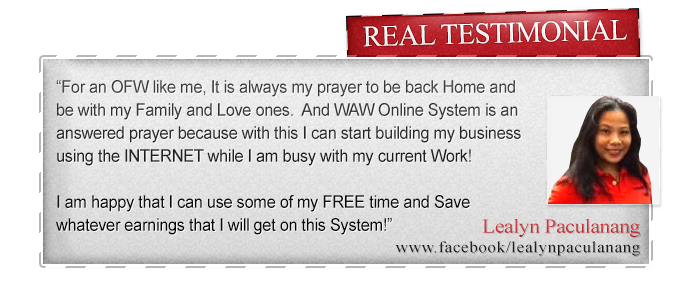 REAL TESTIMONIAL
“For an OFW like me, It is always my prayer to be back Home and
be with my Family and Love ones.  And WAW Online System is an
answered prayer because with this I can start building my business
using the INTERNET while I am busy with my current Work!
I am happy that I can use some of my FREE time and Save
whatever earnings that I will get on this System!”
Lealyn Paculanang
www.facebook/lealynpaculanang